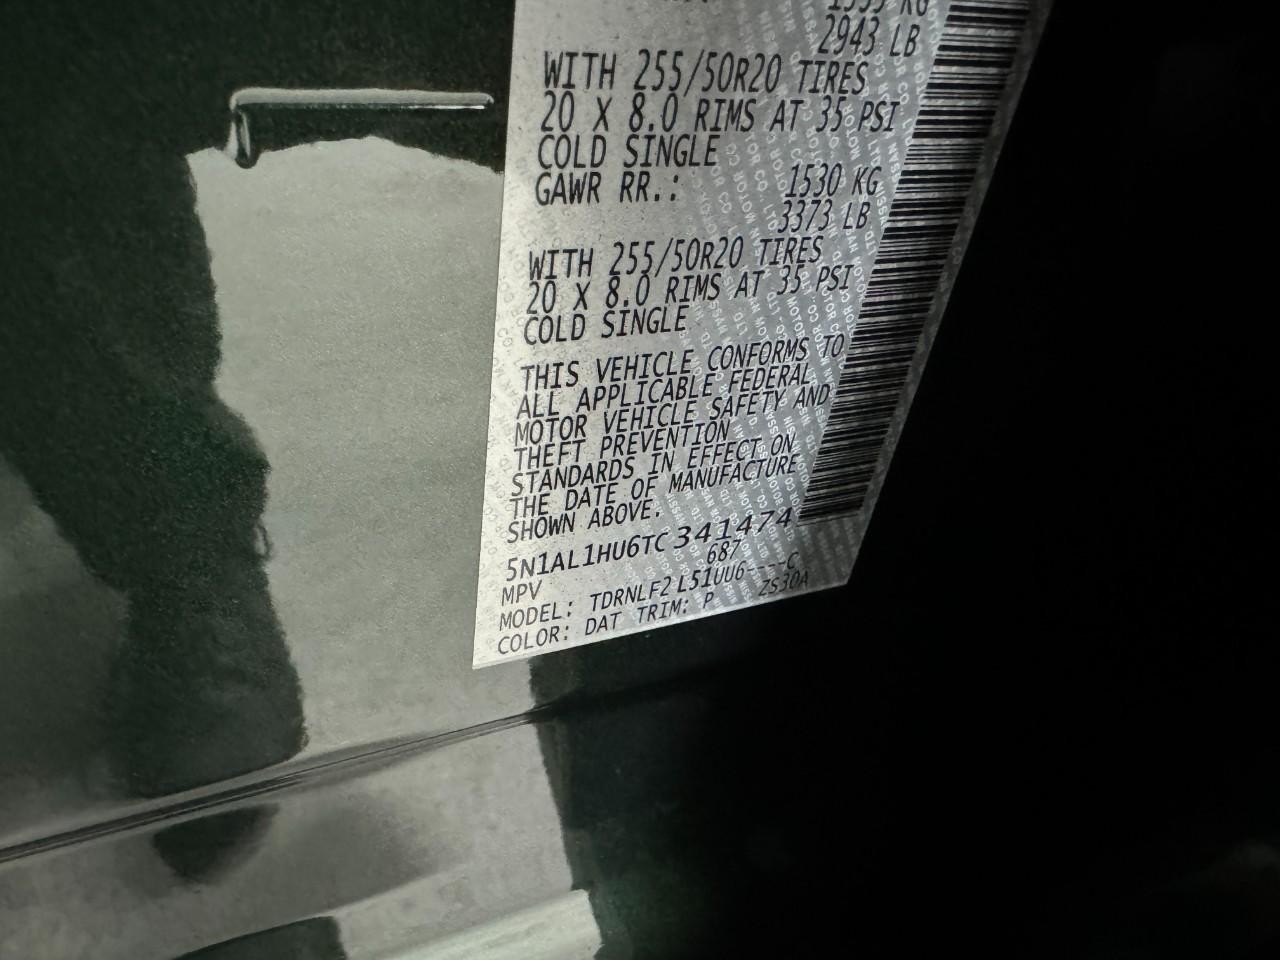 2943 LB
WITH 255/50R20 TIRES
20 X 8.0 RIMS AT 35 PSI
COLD SINGLE
GAWR RR.: 1530 KG
3373 LB
WITH 255/50R20 TIRES
20 X 8.0 RIMS AT 35 PSI
COLD SINGLE
THIS VEHICLE CONFORMS TO
ALL APPLICABLE FEDERAL
MOTOR VEHICLE SAFETY AND
THEFT PREVENTION
STANDARDS IN EFFECT ON
THE DATE OF MANUFACTURE
SHOWN ABOVE.
5N1AL1HU6TC341474
MPV 687
MODEL: TDRNLF2 L51UU6----C
COLOR: DAT TRIM: P ZS30A